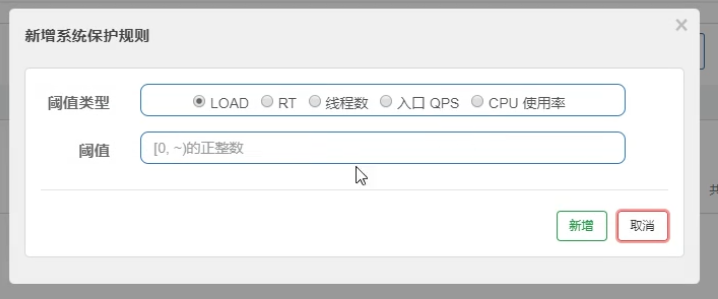 新增系统保护规则
×
阈值类型 LOAD RT 线程数 入口 QPS CPU 使用率
阈值 [0, ~)的正整数
新增 取消
共